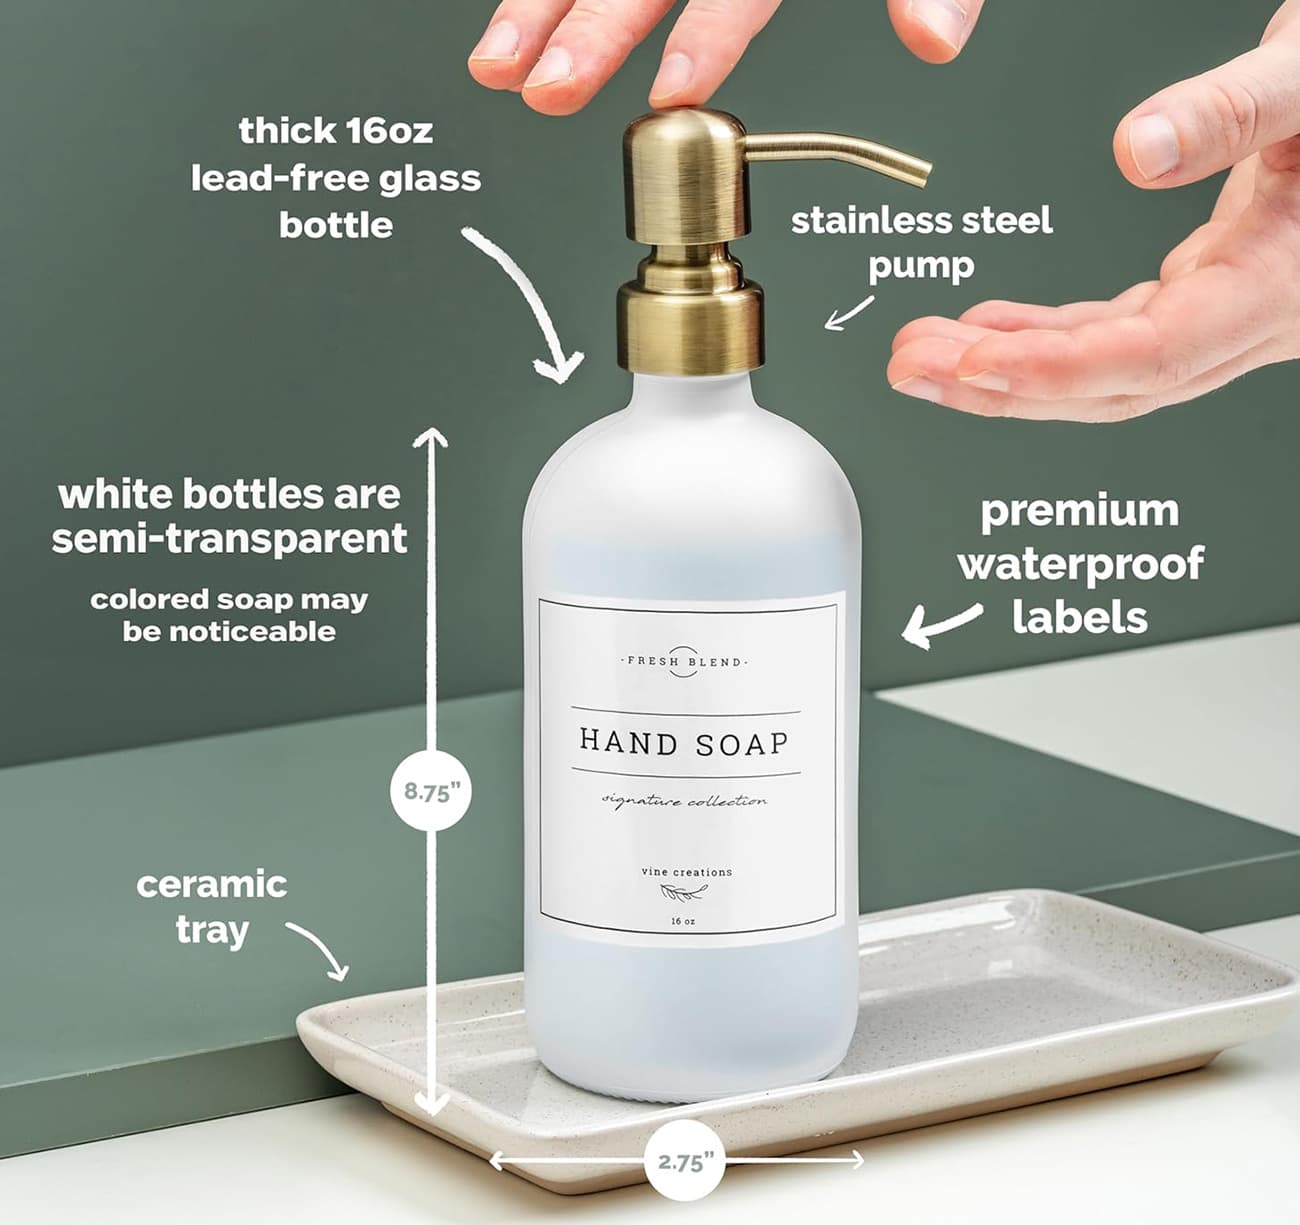 thick 16oz
lead-free glass
bottle
stainless steel
pump
white bottles are
semi-transparent
colored soap may
be noticeable
premium
waterproof
labels
·FRESH BLEND·
HAND SOAP
signature collection
vine creations
16 oz
8.75”
ceramic
tray
2.75”